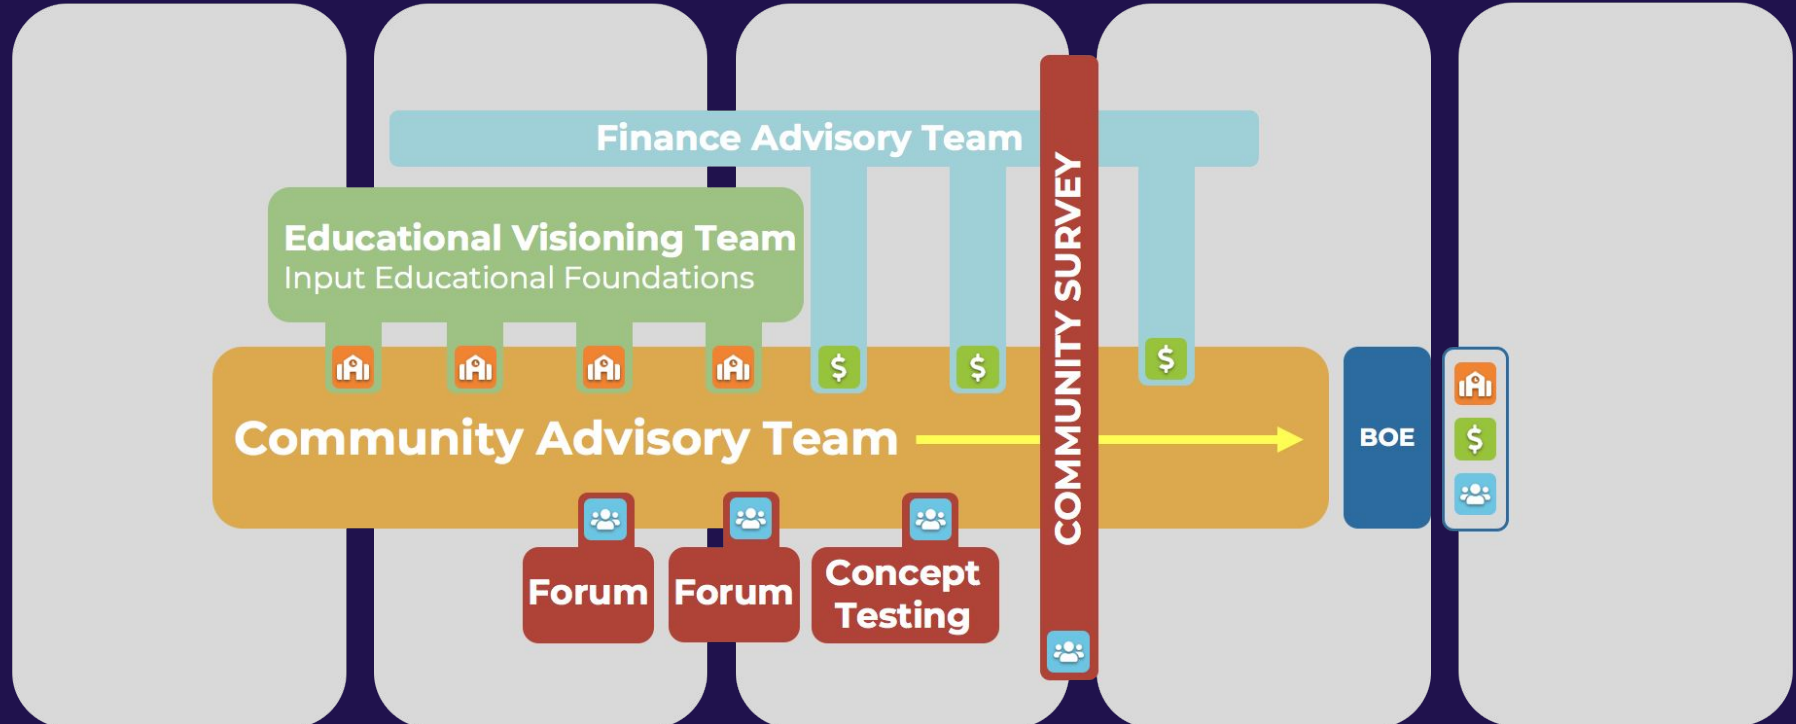 Finance Advisory Team
Educational Visioning Team
Input Educational Foundations
COMMUNITY SURVEY
Community Advisory Team
BOE
Forum
Forum
Concept
Testing